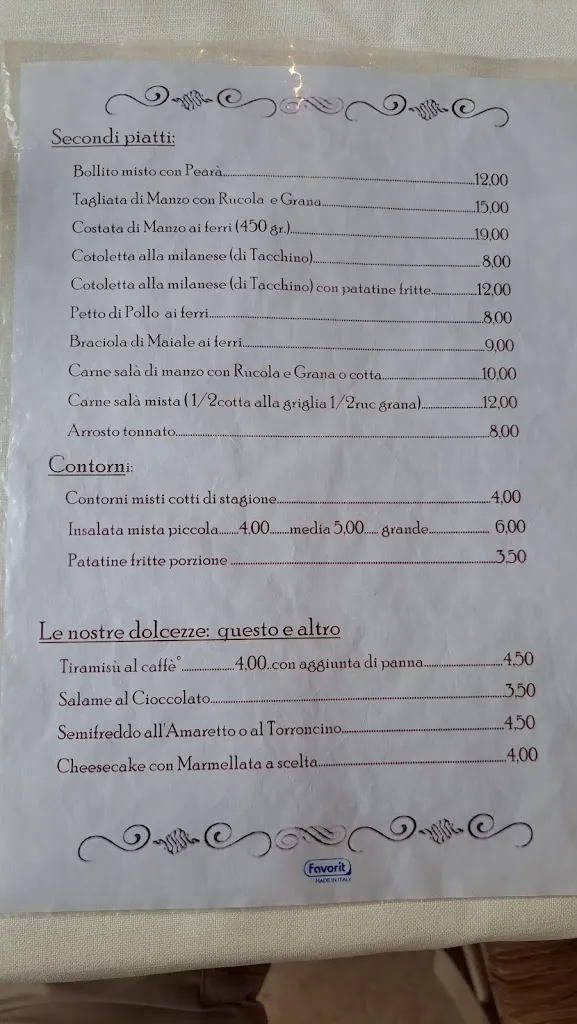 Secondi piatti:
Bollito misto con Pearà....................12,00
Tagliata di Manzo con Rucola e Grana....................15,00
Costata di Manzo ai ferri (450 gr.)....................19,00
Cotoletta alla milanese (di Tacchino)....................8,00
Cotoletta alla milanese (di Tacchino) con patatine fritte..............12,00
Petto di Pollo ai ferri....................8,00
Braciola di Maiale ai ferri....................9,00
Carne salà di manzo con Rucola e Grana o cotta....................10,00
Carne salà mista (1/2cotta alla griglia 1/2ruc grana)....................12,00
Arrosto tonnato....................8,00
Contorni:
Contorni misti cotti di stagione....................4,00
Insalata mista piccola.......4,00.......media 5,00..... grande.................... 6,00
Patatine fritte porzione ....................3,50
Le nostre dolcezze: questo e altro
Tiramisù al caffè°..................4,00..con aggiunta di panna....................4,50
Salame al Cioccolato....................3,50
Semifreddo all'Amaretto o al Torroncino....................4,50
Cheesecake con Marmellata a scelta....................4,00
Favorit
MADE IN ITALY